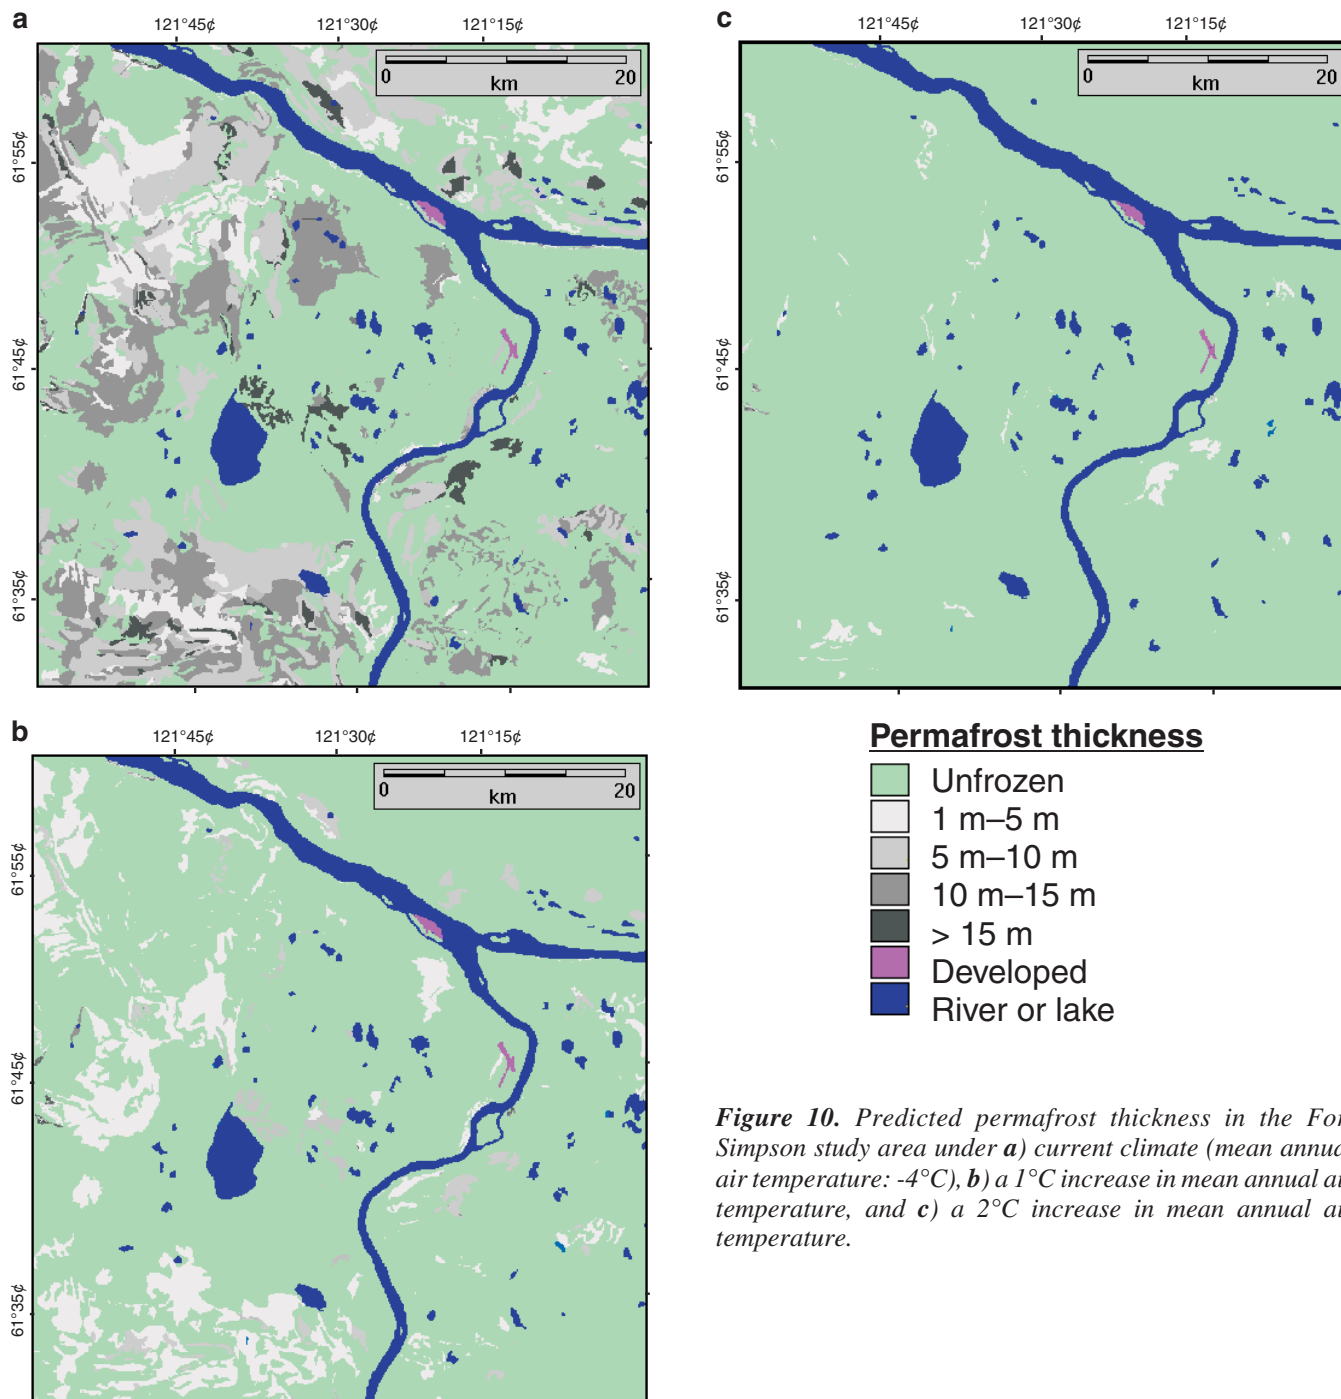 a
121°45¢ 121°30¢ 121°15¢
0 20
km
61°55¢
61°45¢
61°35¢
c
121°45¢ 121°30¢ 121°15¢
0 20
km
61°55¢
61°45¢
61°35¢
b
121°45¢ 121°30¢ 121°15¢
0 20
km
61°55¢
61°45¢
61°35¢
Permafrost thickness
Unfrozen
1 m–5 m
5 m–10 m
10 m–15 m
> 15 m
Developed
River or lake
Figure 10. Predicted permafrost thickness in the For
Simpson study area under a) current climate (mean annua
air temperature: -4°C), b) a 1°C increase in mean annual ai
temperature, and c) a 2°C increase in mean annual ai
temperature.